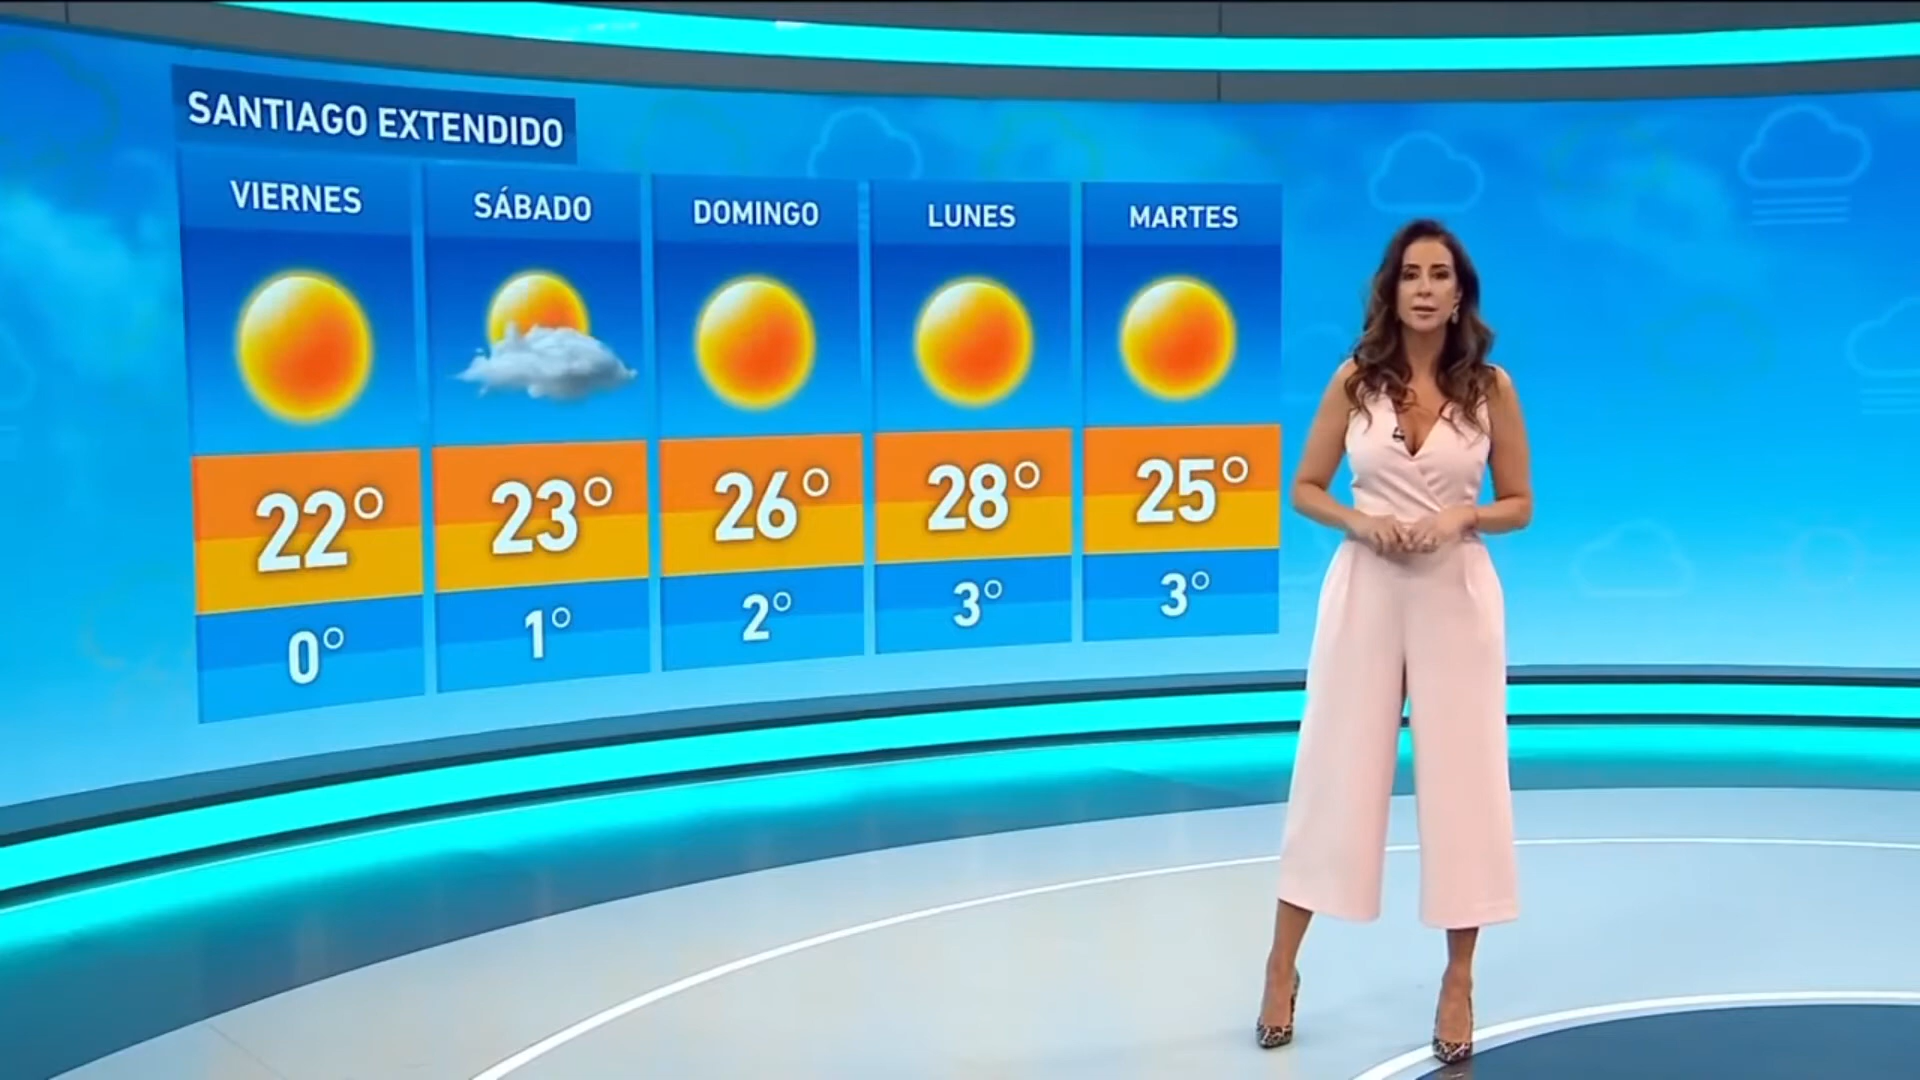 SANTIAGO EXTENDIDO
VIERNES SÁBADO DOMINGO LUNES MARTES
22° 23° 26° 28° 25°
0° 1° 2° 3° 3°